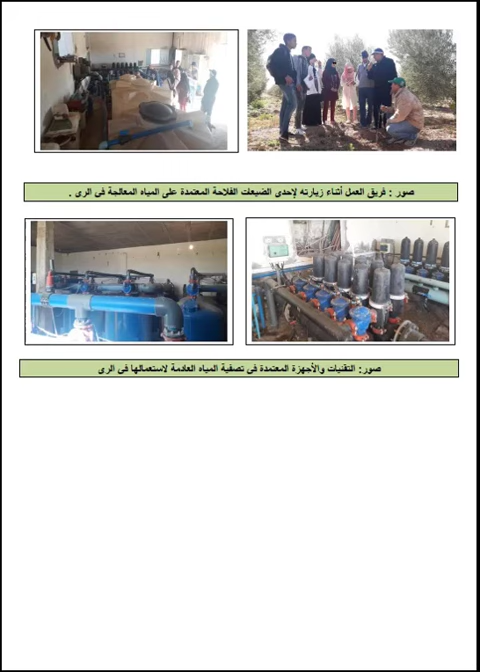 صور : فريق العمل أثناء زيارته لإحدى الضيعات الفلاحة المعتمدة على المياه المعالجة في الري .
صور: التقنيات والأجهزة المعتمدة في تصفية المياه العادمة لاستعمالها في الري